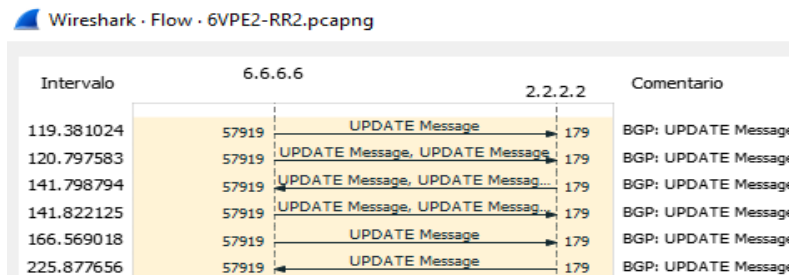 Wireshark · Flow · 6VPE2-RR2.pcapng
6.6.6.6
Intervalo
2.2.2.2
Comentario
119.381024 57919 UPDATE Message 179 BGP: UPDATE Message
120.797583 57919 UPDATE Message, UPDATE Message 179 BGP: UPDATE Message
141.798794 57919 UPDATE Message, UPDATE Messag... 179 BGP: UPDATE Message
141.822125 57919 UPDATE Message, UPDATE Messag... 179 BGP: UPDATE Message
166.569018 57919 UPDATE Message 179 BGP: UPDATE Message
225.877656 57919 UPDATE Message 179 BGP: UPDATE Message